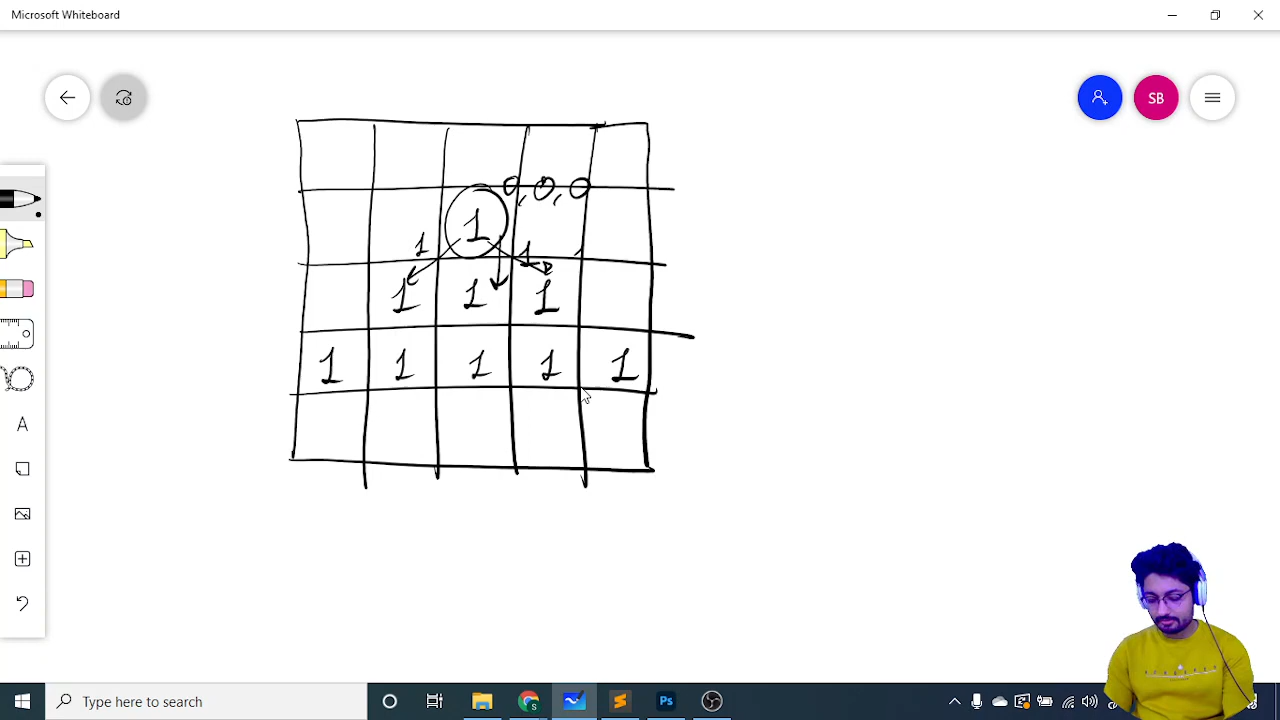 Microsoft Whiteboard
SB
0,0,0
1
1 1
1 1 1
1 1 1 1 1
A
Type here to search
Ps